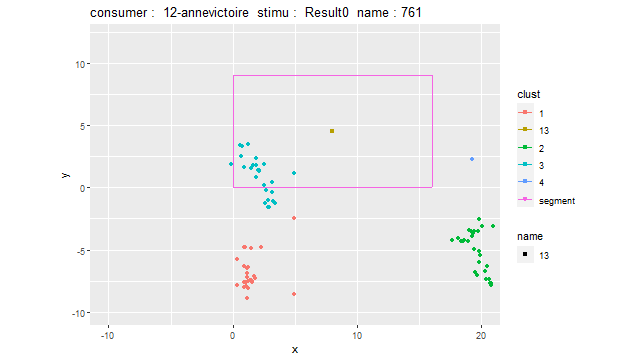 consumer : 12-annevictoire stimu : Result0 name : 761
10
5
0
-5
-10
y
-10
0
10
20
x
clust
1
13
2
3
4
segment
name
13